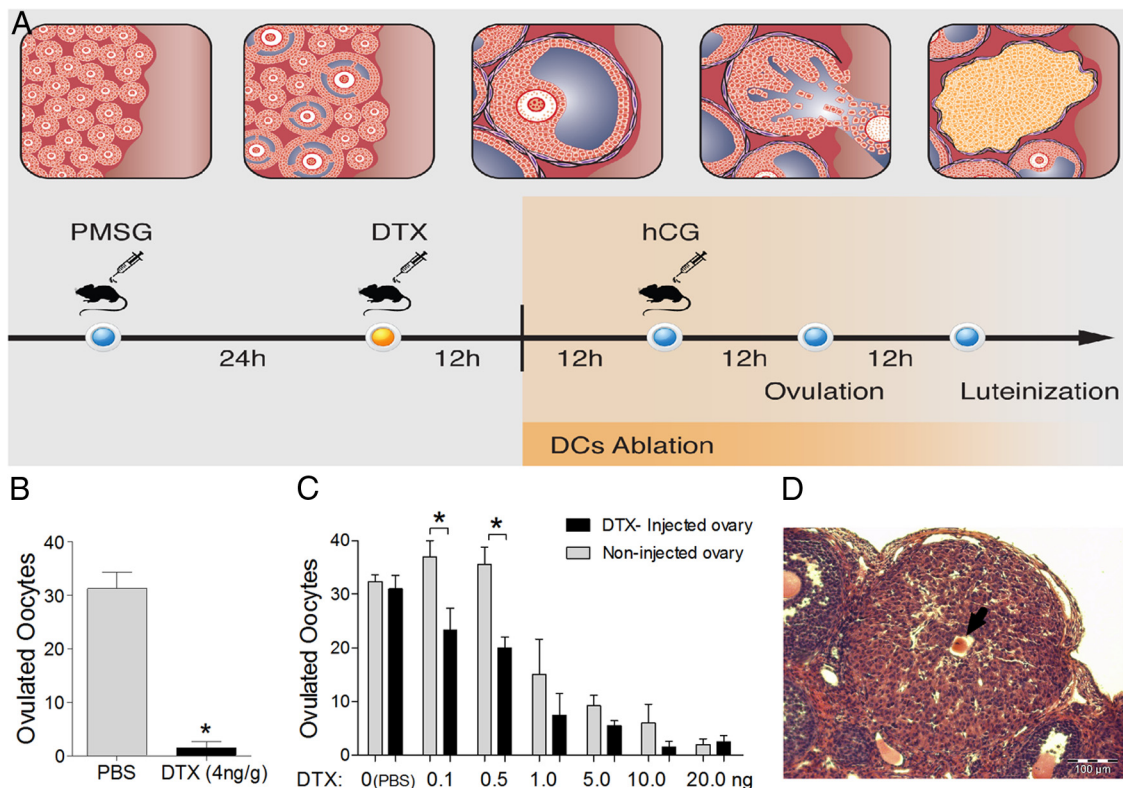 A
PMSG
DTX
hCG
24h
12h
12h
12h
12h
Ovulation
Luteinization
DCs Ablation
B
Ovulated Oocytes
40
30
20
10
0
*
PBS
DTX (4ng/g)
C
Ovulated Oocytes
40
30
20
10
0
*
*
DTX- Injected ovary
Non-injected ovary
DTX: 0(PBS) 0.1 0.5 1.0 5.0 10.0 20.0 ng
D
100 µm